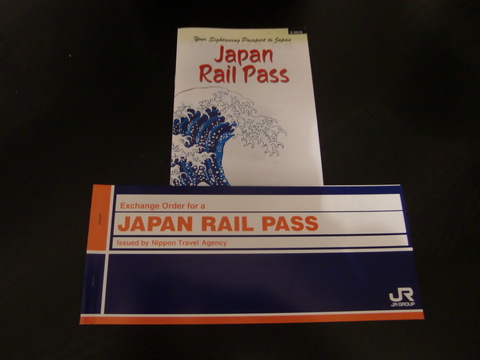 Your Sightseeing Passport to Japan
Japan
Rail Pass
Exchange Order for a
JAPAN RAIL PASS
Issued by Nippon Travel Agency
JR
JR-GROUP